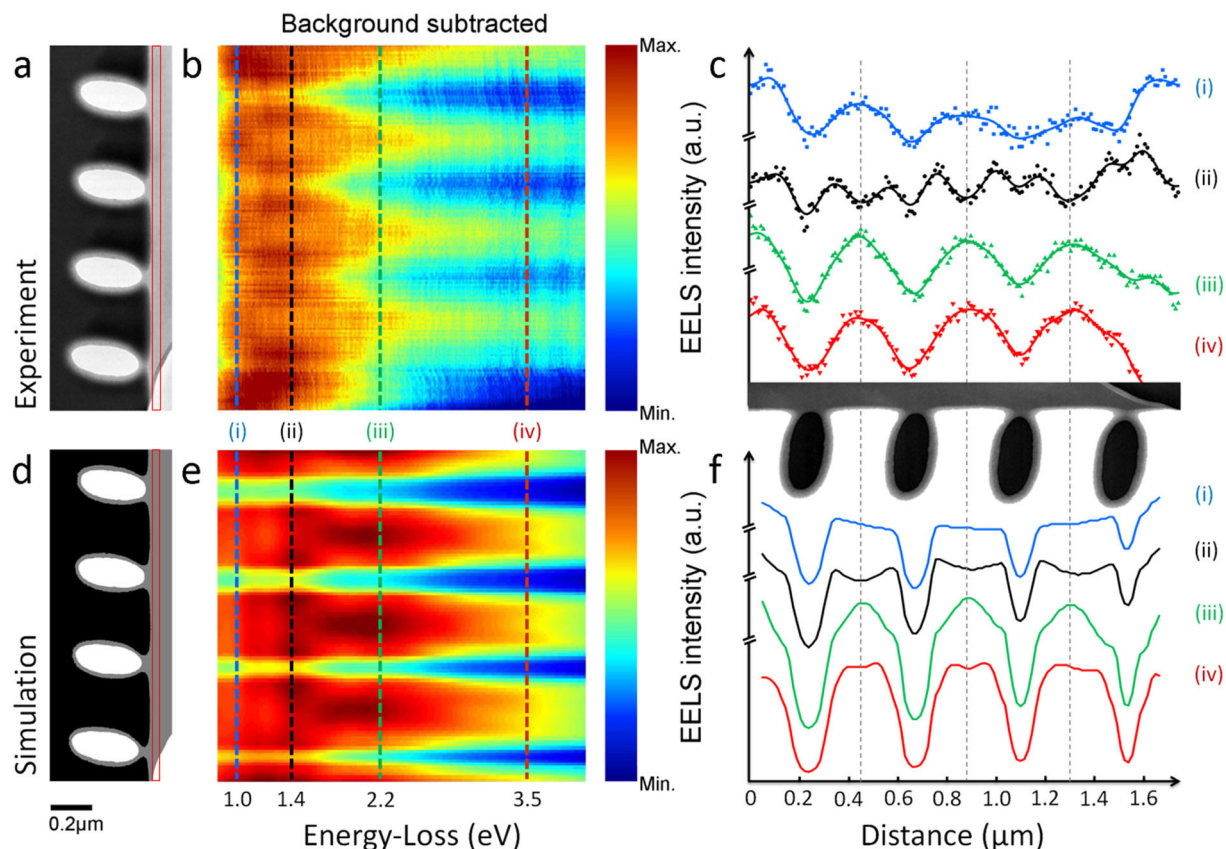 Background subtracted
a
b
c
Max.
Min.
Experiment
EELS intensity (a.u.)
(i)
(ii)
(iii)
(iv)
(i)
(ii)
(iii)
(iv)
d
e
f
Max.
Min.
Simulation
EELS intensity (a.u.)
(i)
(ii)
(iii)
(iv)
0.2µm
1.0 1.4 2.2 3.5
Energy-Loss (eV)
0 0.2 0.4 0.6 0.8 1.0 1.2 1.4 1.6
Distance (µm)